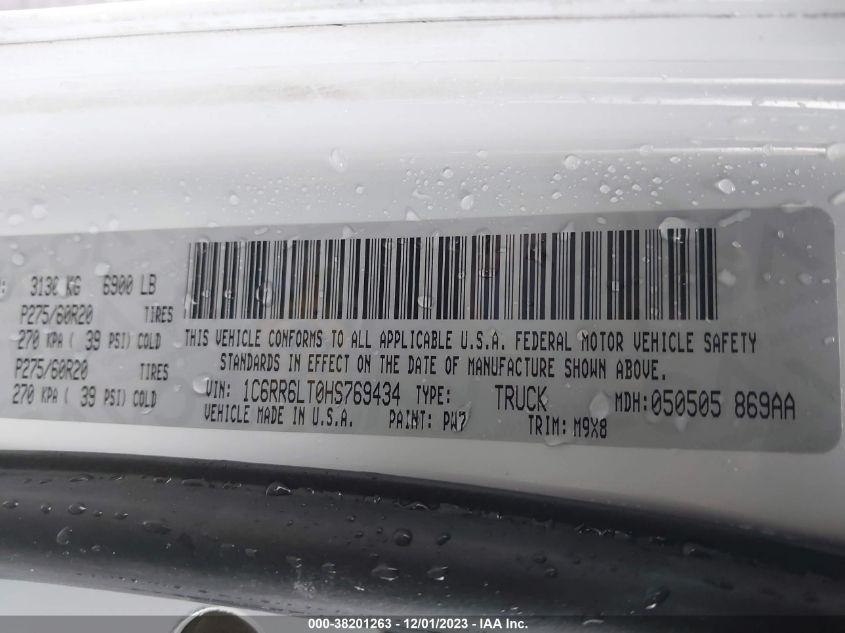 : 3130 KG 6900 LB
P275/60R20 TIRES
270 KPA ( 39 PSI) COLD
P275/60R20 TIRES
270 KPA ( 39 PSI) COLD
THIS VEHICLE CONFORMS TO ALL APPLICABLE U.S.A. FEDERAL MOTOR VEHICLE SAFETY
STANDARDS IN EFFECT ON THE DATE OF MANUFACTURE SHOWN ABOVE.
VIN: 1C6RR6LT0HS769434 TYPE: TRUCK MDH: 050505 869AA
VEHICLE MADE IN U.S.A. PAINT: PW7 TRIM: M9X8
000-38201263 - 12/01/2023 - IAA Inc.